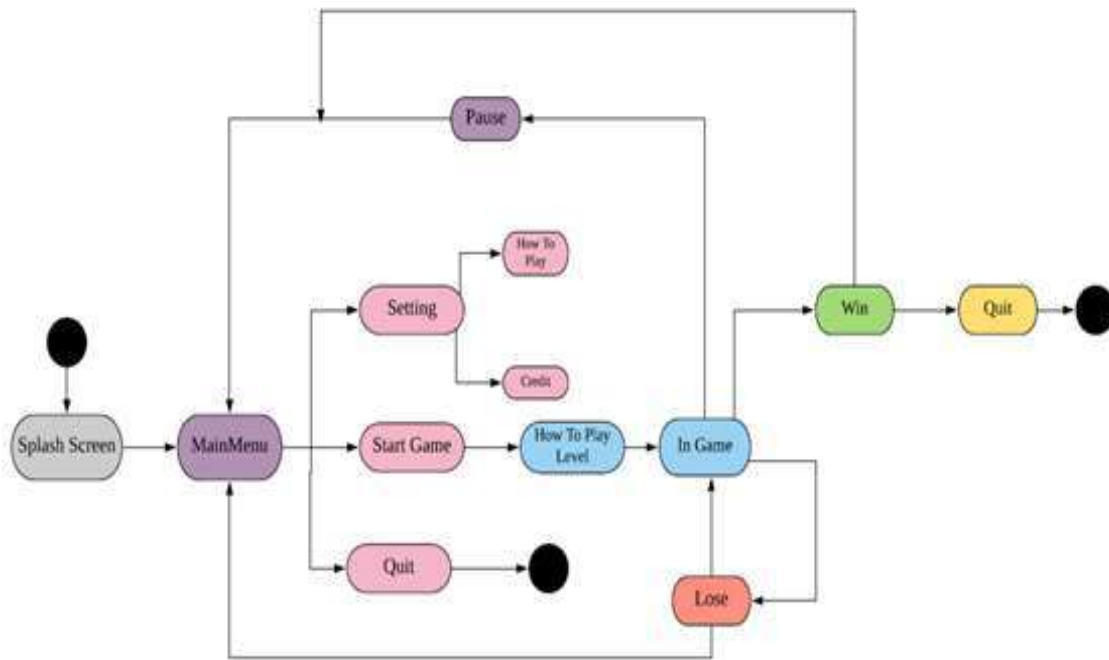 Pause
How To
Play
Setting
Win
Quit
Credit
Splash Screen
MainMenu
Start Game
How To Play
Level
In Game
Quit
Lose